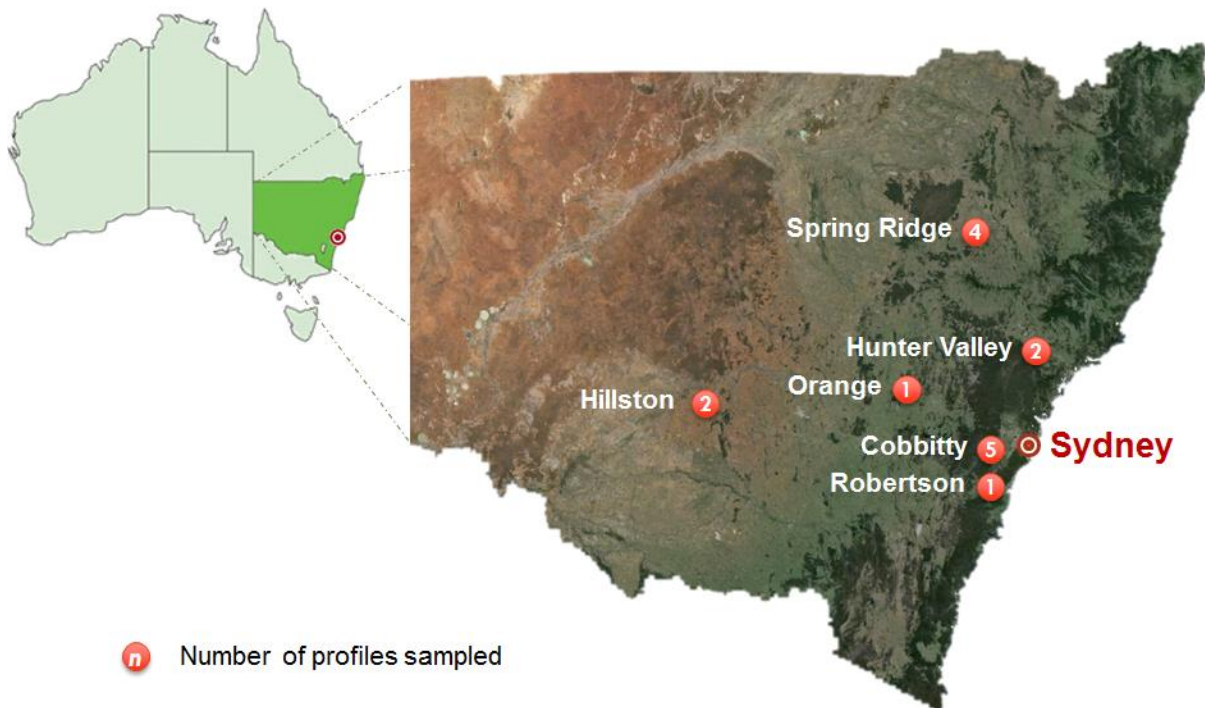 Spring Ridge 4
Hunter Valley 2
Orange 1
Hillston 2
Cobbitty 5
Sydney
Robertson 1
n Number of profiles sampled